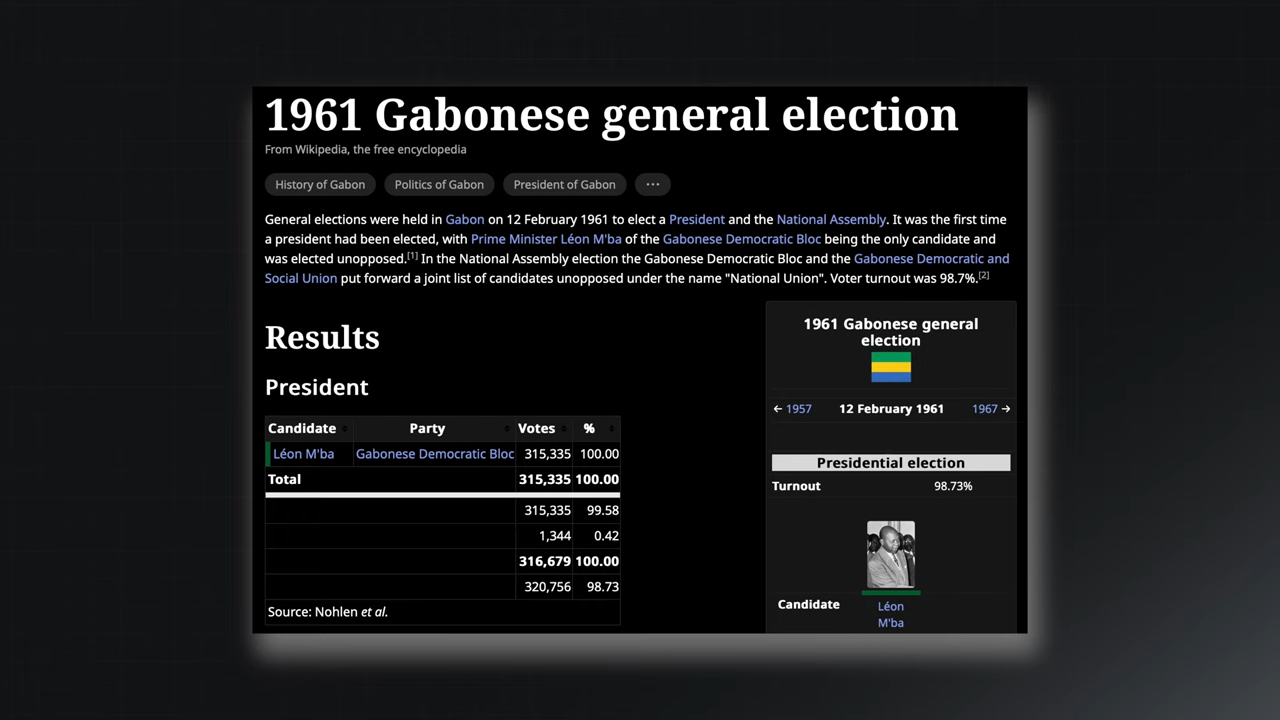 1961 Gabonese general election
From Wikipedia, the free encyclopedia
History of Gabon Politics of Gabon President of Gabon ...
General elections were held in Gabon on 12 February 1961 to elect a President and the National Assembly. It was the first time
a president had been elected, with Prime Minister Léon M'ba of the Gabonese Democratic Bloc being the only candidate and
was elected unopposed.[1] In the National Assembly election the Gabonese Democratic Bloc and the Gabonese Democratic and
Social Union put forward a joint list of candidates unopposed under the name "National Union". Voter turnout was 98.7%.[2]
Results
President
Candidate Party Votes %
Léon M'ba Gabonese Democratic Bloc 315,335 100.00
Total 315,335 100.00
315,335 99.58
1,344 0.42
316,679 100.00
320,756 98.73
Source: Nohlen et al.
1961 Gabonese general
election
← 1957 12 February 1961 1967 →
Presidential election
Turnout 98.73%
Candidate Léon
M'ba